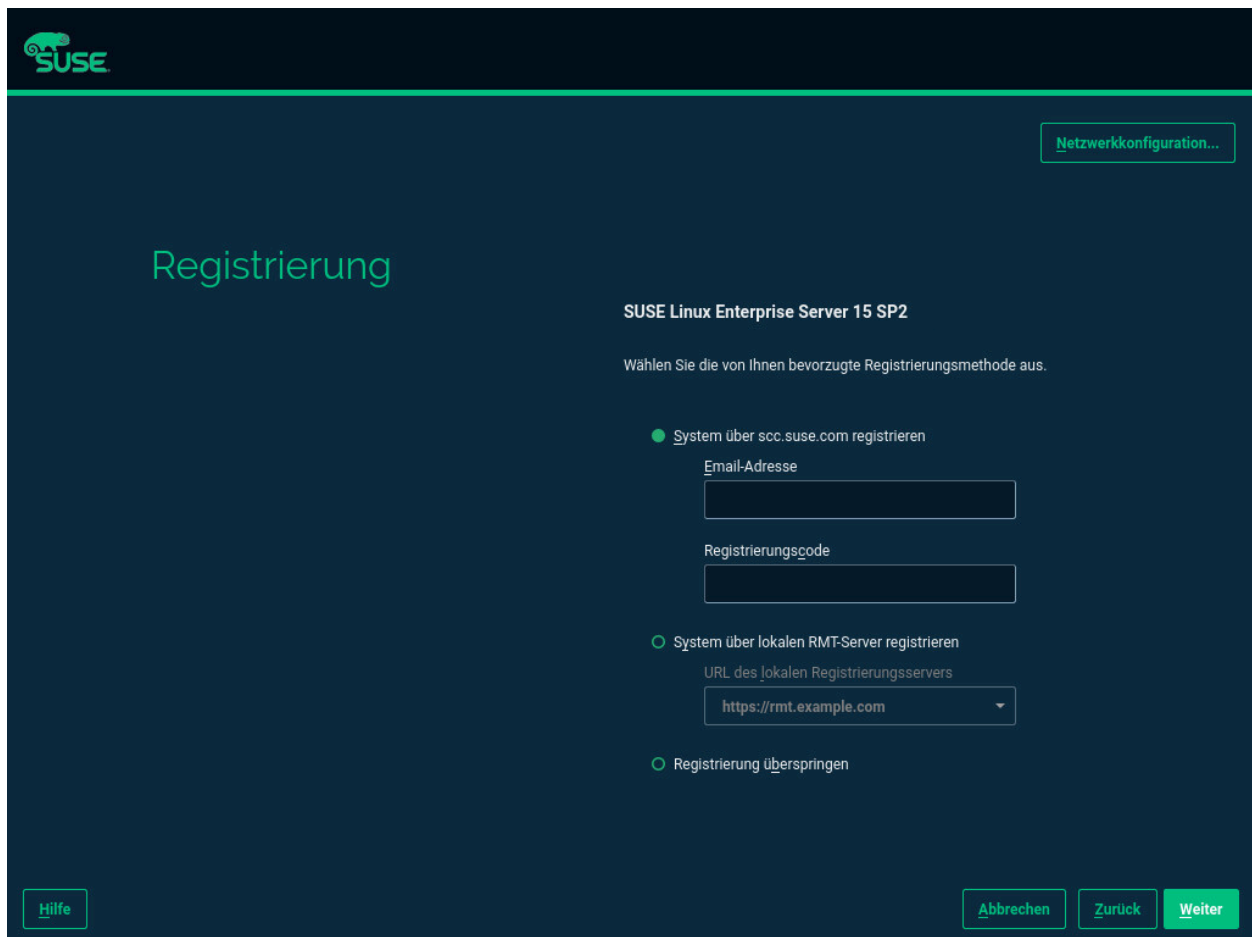 SUSE
Netzwerkkonfiguration...
Registrierung
SUSE Linux Enterprise Server 15 SP2
Wählen Sie die von Ihnen bevorzugte Registrierungsmethode aus.
System über scc.suse.com registrieren
Email-Adresse
Registrierungscode
System über lokalen RMT-Server registrieren
URL des lokalen Registrierungsservers
https://rmt.example.com
Registrierung überspringen
Hilfe
Abbrechen
Zurück
Weiter